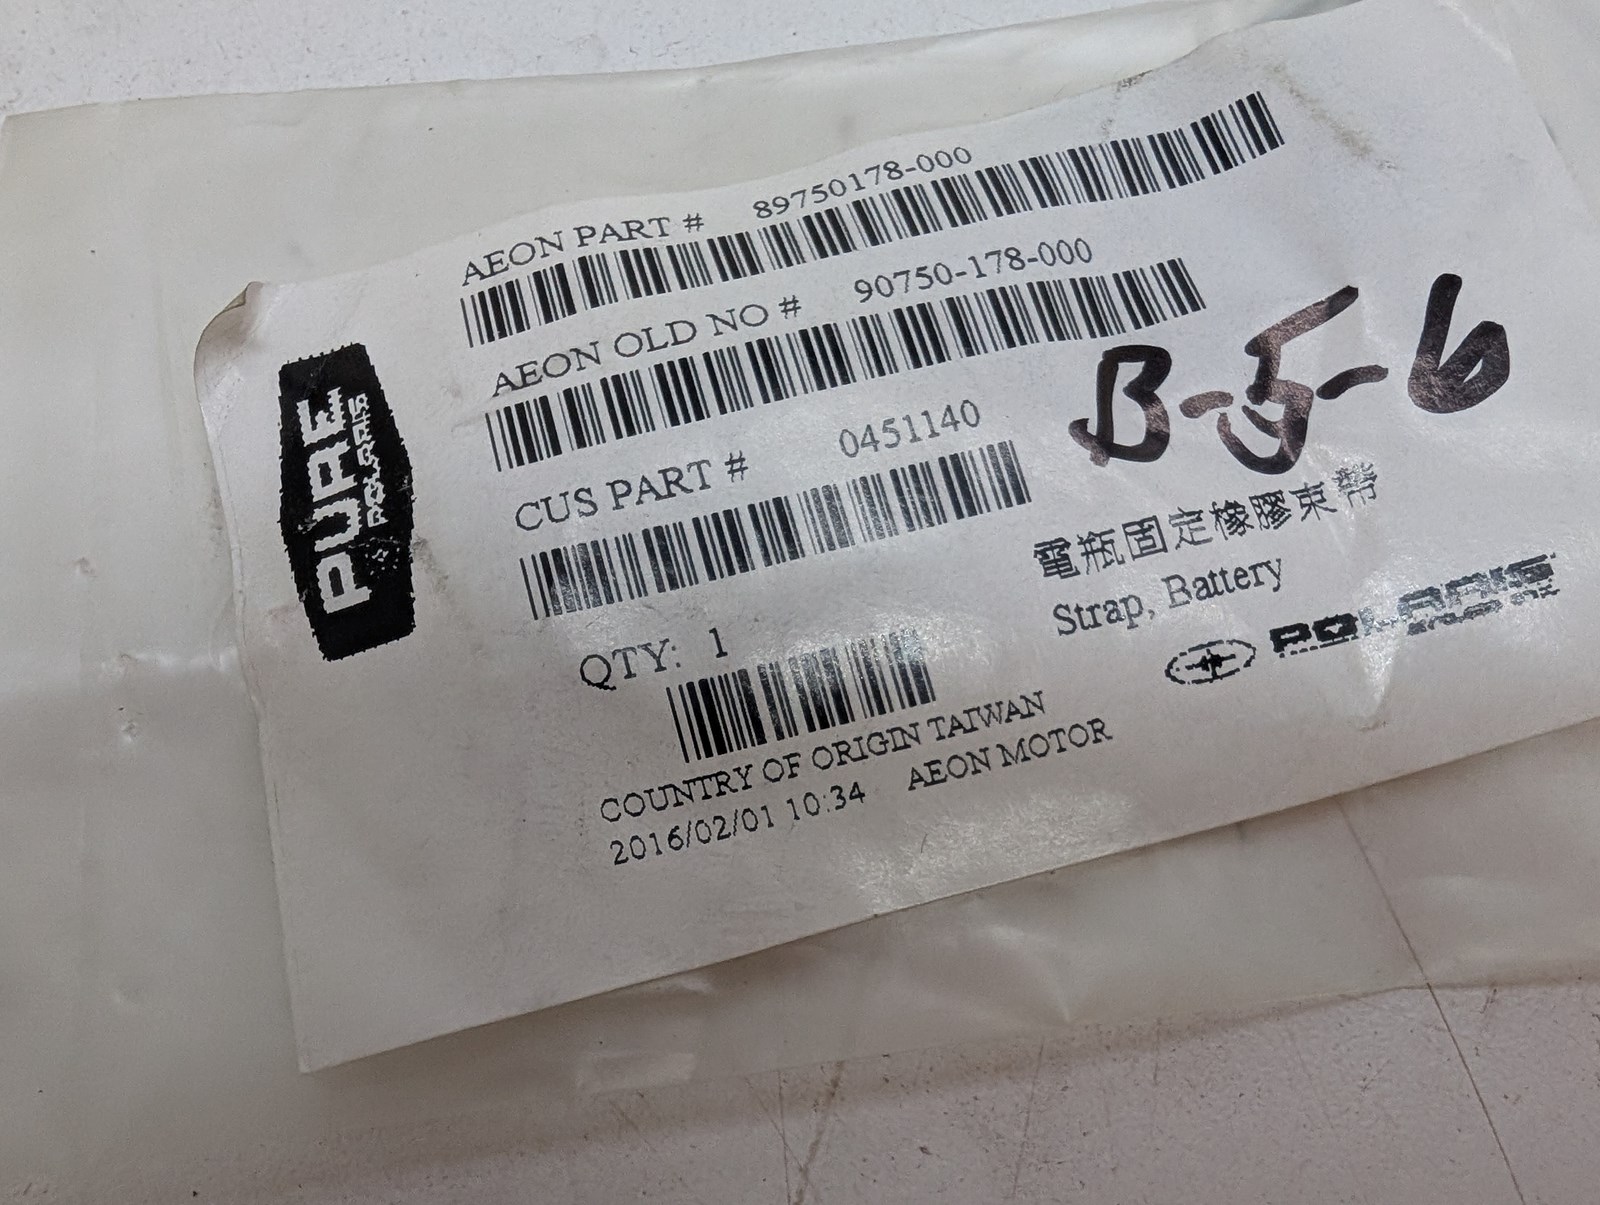 AEON PART # 89750178-000
AEON OLD NO # 90750-178-000
CUS PART # 0451140
B-5-6
QTY: 1
電瓶固定橡膠束帶
Strap, Battery
POLARIS
COUNTRY OF ORIGIN TAIWAN
2016/02/01 10:34 AEON MOTOR
PURE
POLARIS